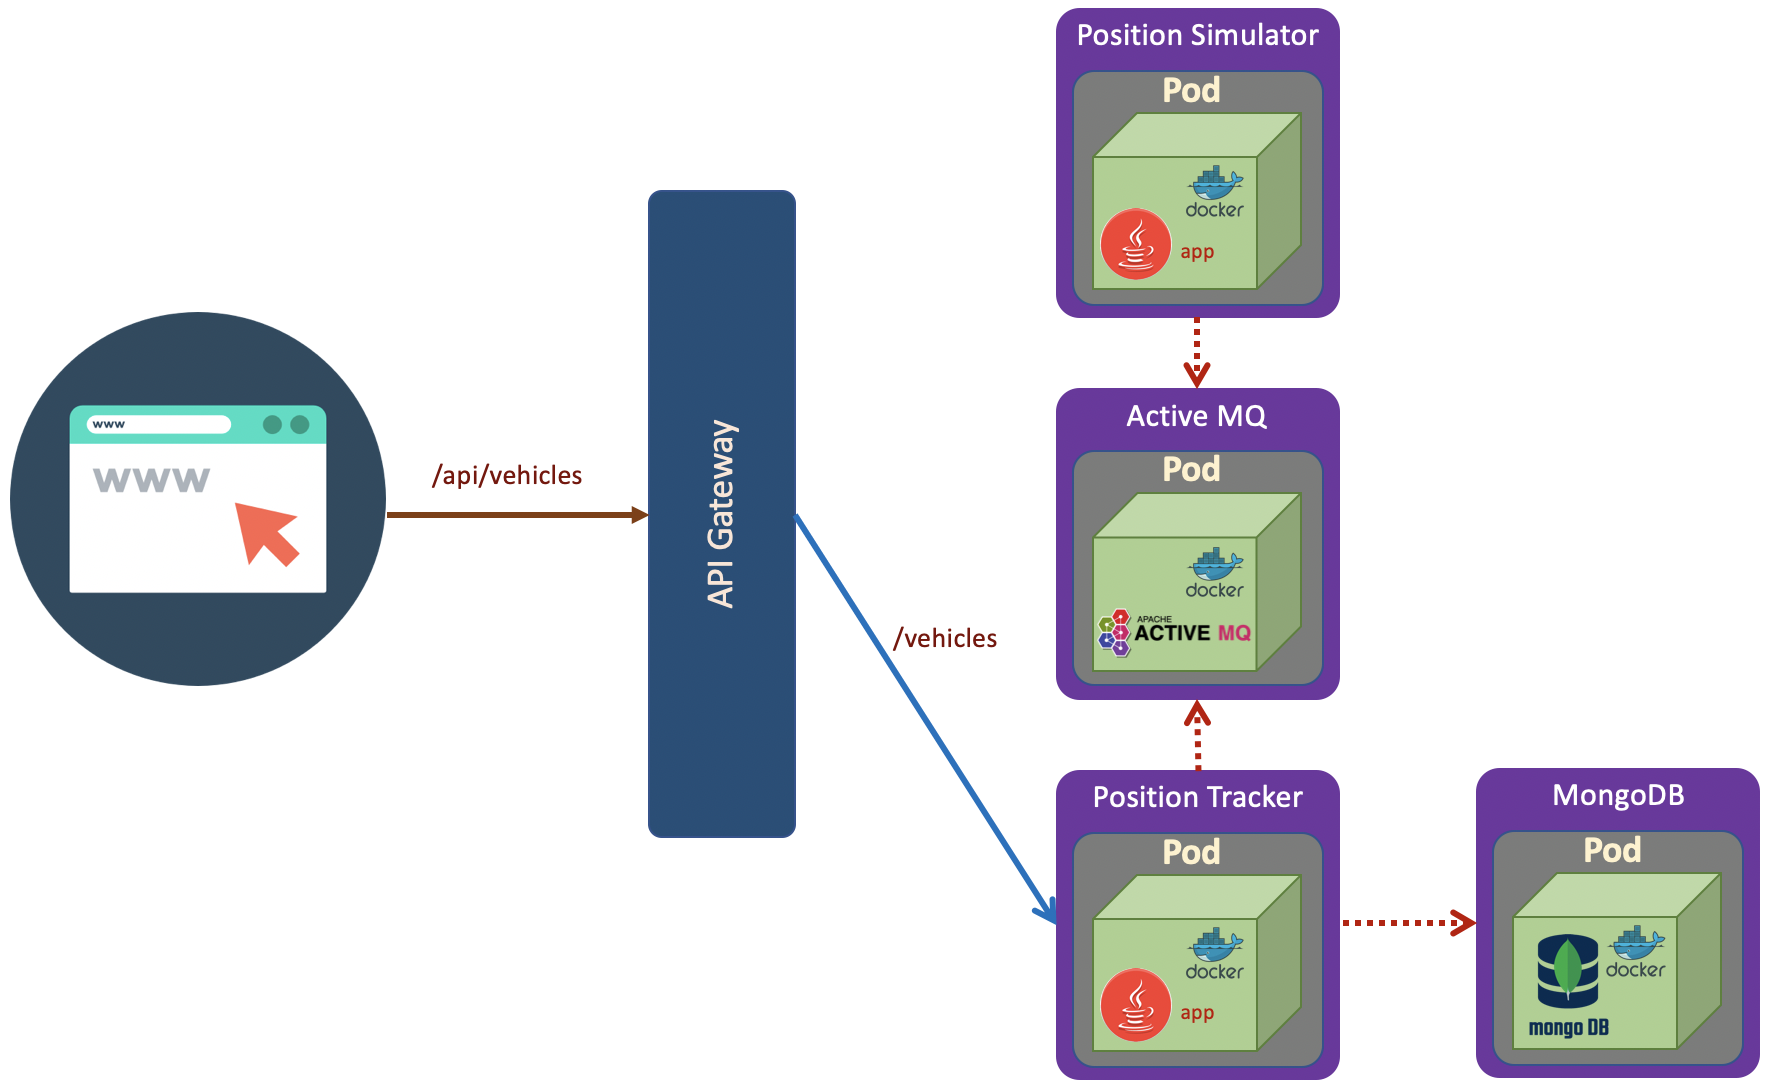 Position Simulator
Pod
docker
app
www
www
/api/vehicles
API Gateway
/vehicles
Active MQ
Pod
docker
APACHE
ACTIVE MQ
Position Tracker
Pod
docker
app
MongoDB
Pod
docker
mongo DB